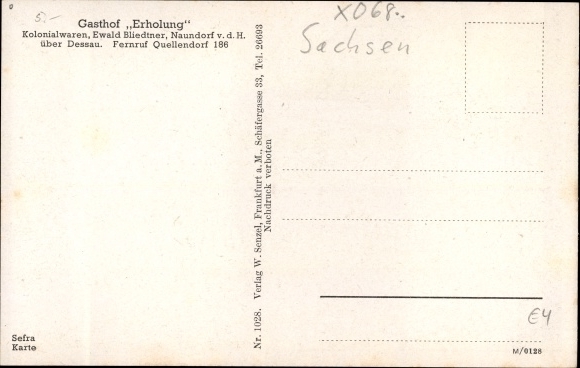 5.-
Gasthof „Erholung“
Kolonialwaren, Ewald Bliedtner, Naundorf v. d. H.
über Dessau. Fernruf Quellendorf 186
X068..
Sachsen
Nr. 1028. Verlag W. Senzel, Frankfurt a. M., Schäfergasse 33, Tel. 26693
Nachdruck verboten
E4
Sefra
Karte
M/0128